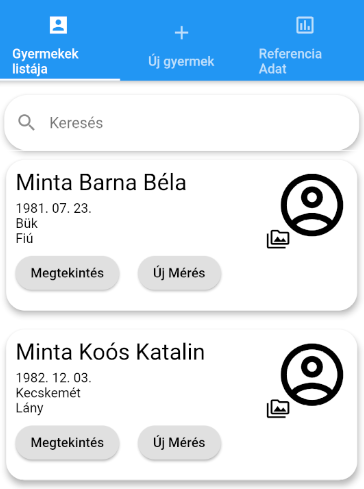 Gyermekek
listája
Új gyermek
Referencia
Adat
Keresés
Minta Barna Béla
1981. 07. 23.
Bük
Fiú
Megtekintés
Új Mérés
Minta Koós Katalin
1982. 12. 03.
Kecskemét
Lány
Megtekintés
Új Mérés